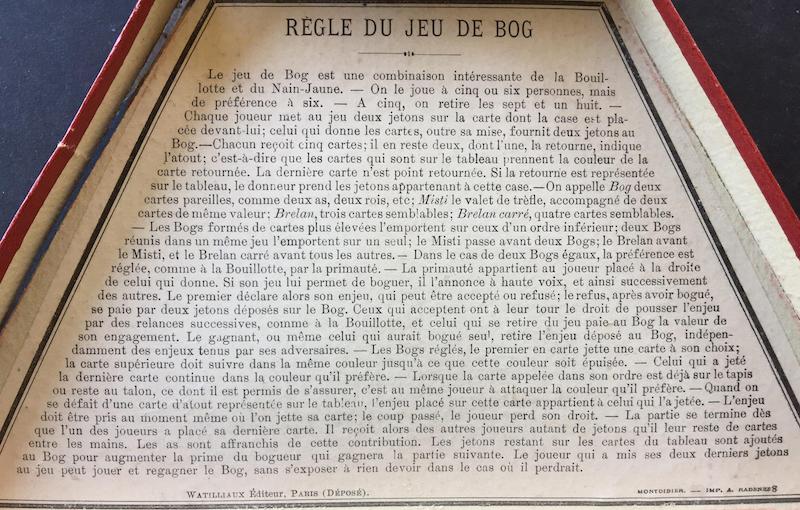 RÈGLE DU JEU DE BOG
Le jeu de Bog est une combinaison intéressante de la Bouil-
lotte et du Nain-Jaune. — On le joue à cinq ou six personnes, mais
de préférence à six. — A cinq, on retire les sept et un huit. —
Chaque joueur met au jeu deux jetons sur la carte dont la case est pla-
cée devant lui; celui qui donne les cartes, outre sa mise, fournit deux jetons au
Bog.—Chacun reçoit cinq cartes; il en reste deux, dont l'une, la retourne, indique
l'atout; c'est-à-dire que les cartes qui sont sur le tableau prennent la couleur de la
carte retournée. La dernière carte n'est point retournée. Si la retourne est représentée
sur le tableau, le donneur prend les jetons appartenant à cette case.—On appelle Bog deux
cartes pareilles, comme deux as, deux rois, etc; Misti le valet de trèfle, accompagné de deux
cartes de même valeur; Brelan, trois cartes semblables; Brelan carré, quatre cartes semblables.
— Les Bogs formés de cartes plus élevées l'emportent sur ceux d'un ordre inférieur; deux Bogs
réunis dans un même jeu l'emportent sur un seul; le Misti passe avant deux Bogs; le Brelan avant
le Misti, et le Brelan carré avant tous les autres. — Dans le cas de deux Bogs égaux, la préférence est
réglée, comme à la Bouillotte, par la primauté. — La primauté appartient au joueur placé à la droite
de celui qui donne. Si son jeu lui permet de boguer, il l'annonce à haute voix, et ainsi successivement
des autres. Le premier déclare alors son enjeu, qui peut être accepté ou refusé; le refus, après avoir bogué,
se paie par deux jetons déposés sur le Bog. Ceux qui acceptent ont à leur tour le droit de pousser l'enjeu
par des relances successives, comme à la Bouillotte, et celui qui se retire du jeu paie au Bog la valeur de
son engagement. Le gagnant, ou même celui qui aurait bogué seul, retire l'enjeu déposé au Bog, indépen-
damment des enjeux tenus par ses adversaires. — Les Bogs réglés, le premier en carte jette une carte à son choix;
la carte supérieure doit suivre dans la même couleur jusqu'à ce que cette couleur soit épuisée. — Celui qui a jeté
la dernière carte continue dans la couleur qu'il préfère. — Lorsque la carte appelée dans son ordre est déjà sur le tapis
ou reste au talon, ce dont il est permis de s'assurer, c'est au même joueur à attaquer la couleur qu'il préfère. — Quand on
se défait d'une carte d'atout représentée sur le tableau, l'enjeu placé sur cette carte appartient à celui qui l'a jetée. — L'enjeu
doit être pris au moment même où l'on jette sa carte; le coup passé, le joueur perd son droit. — La partie se termine dès
que l'un des joueurs a placé sa dernière carte. Il reçoit alors des autres joueurs autant de jetons qu'il leur reste de cartes
entre les mains. Les as sont affranchis de cette contribution. Les jetons restant sur les cartes du tableau sont ajoutés
au Bog pour augmenter la prime du bogueur qui gagnera la partie suivante. Le joueur qui a mis ses deux derniers jetons
au jeu peut jouer et regagner le Bog, sans s'exposer à rien devoir dans le cas où il perdrait.
WATILLIAUX Éditeur, PARIS (DÉPOSÉ).
MONTDIDIER. — IMP. A. RADENEZ